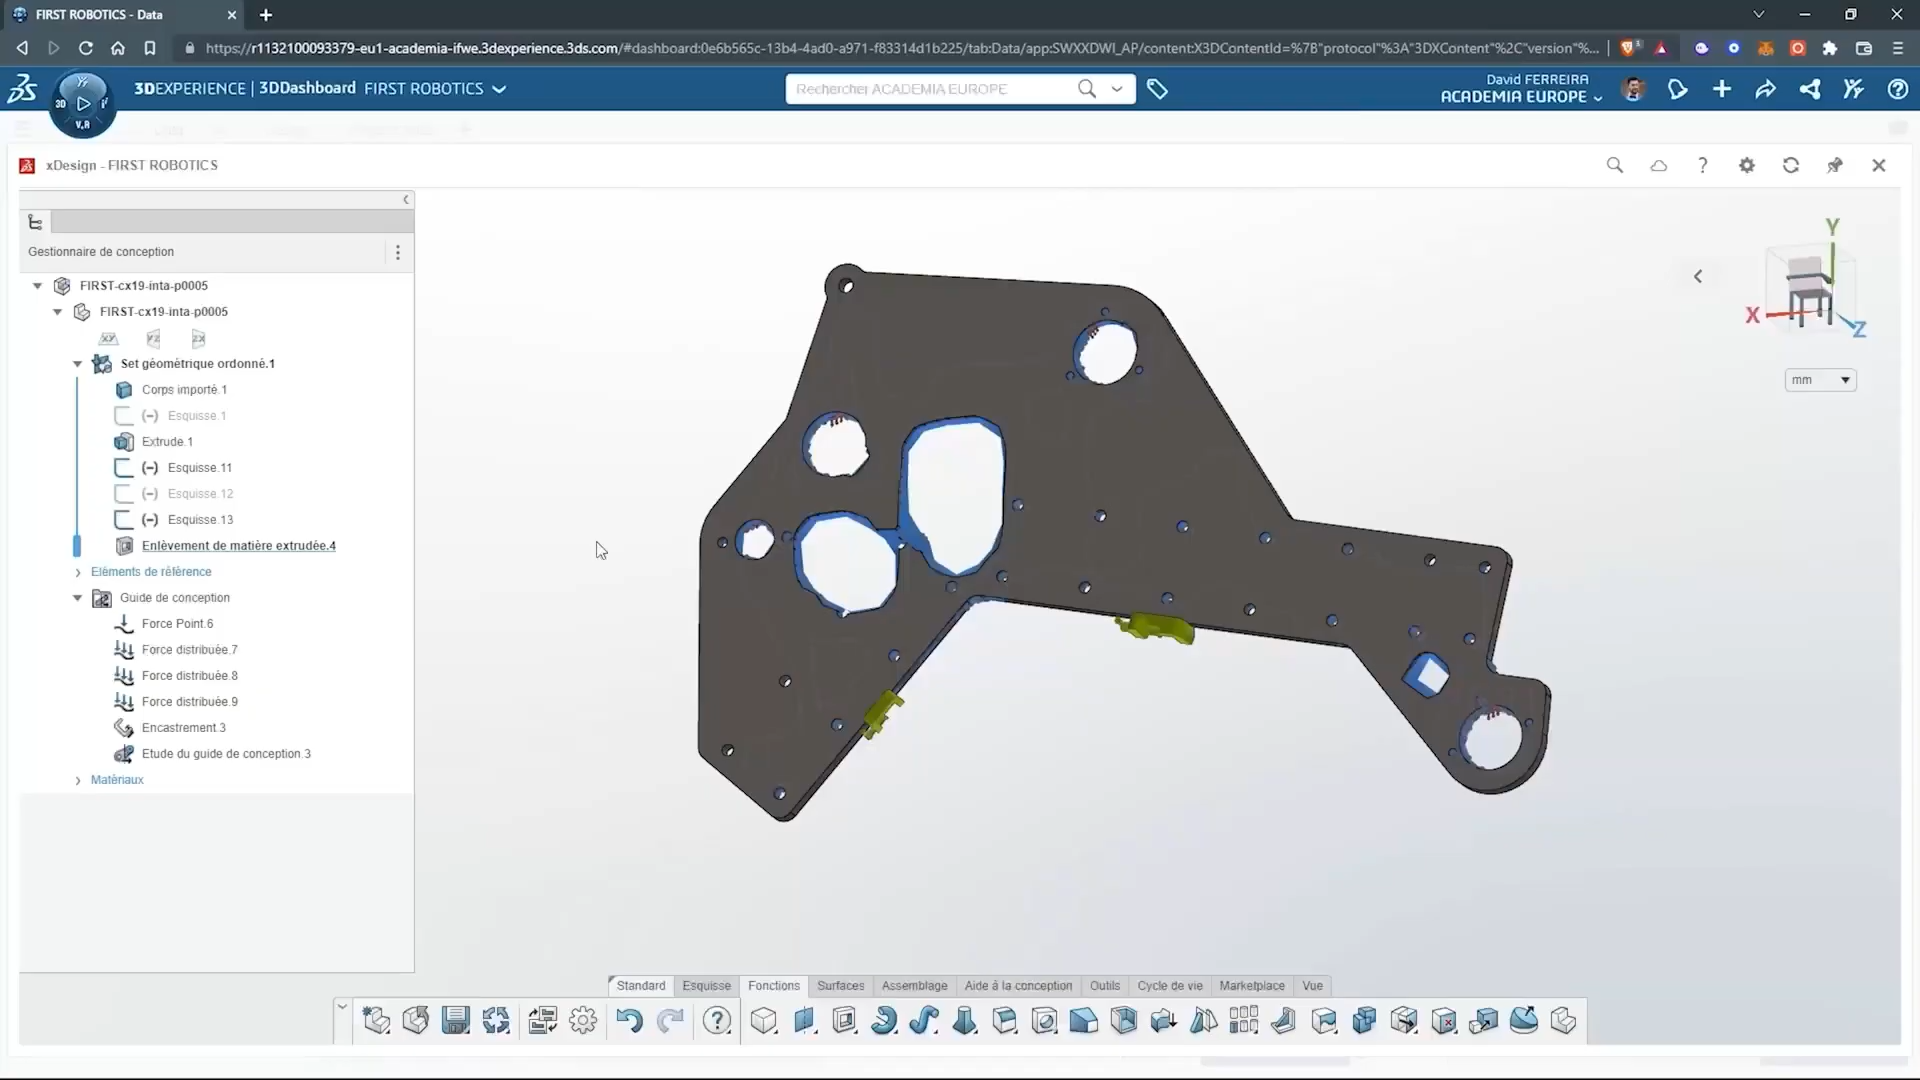 FIRST ROBOTICS - Data
https://r1132100093379-eu1-academia-ifwe.3dexperience.3ds.com/#dashboard:0e6b565c-13b4-4ad0-a971-f83314d1b225/tab:Data/app:SWXXDWI_AP/content:X3DContentId=%7B"protocol"%3A"3DXContent"%2C"version"%...
3DEXPERIENCE | 3DDashboard FIRST ROBOTICS
3D
V.R
Rechercher ACADEMIA EUROPE
David FERREIRA
ACADEMIA EUROPE
xDesign - FIRST ROBOTICS
Gestionnaire de conception
FIRST-cx19-inta-p0005
FIRST-cx19-inta-p0005
XY YZ ZX
Set géométrique ordonné.1
Corps importé.1
(-) Esquisse.1
Extrude.1
(-) Esquisse.11
(-) Esquisse.12
(-) Esquisse.13
Enlèvement de matière extrudée.4
Eléments de référence
Guide de conception
Force Point.6
Force distribuée.7
Force distribuée.8
Force distribuée.9
Encastrement.3
Etude du guide de conception.3
Matériaux
Y
X
Z
mm
Standard Esquisse Fonctions Surfaces Assemblage Aide à la conception Outils Cycle de vie Marketplace Vue